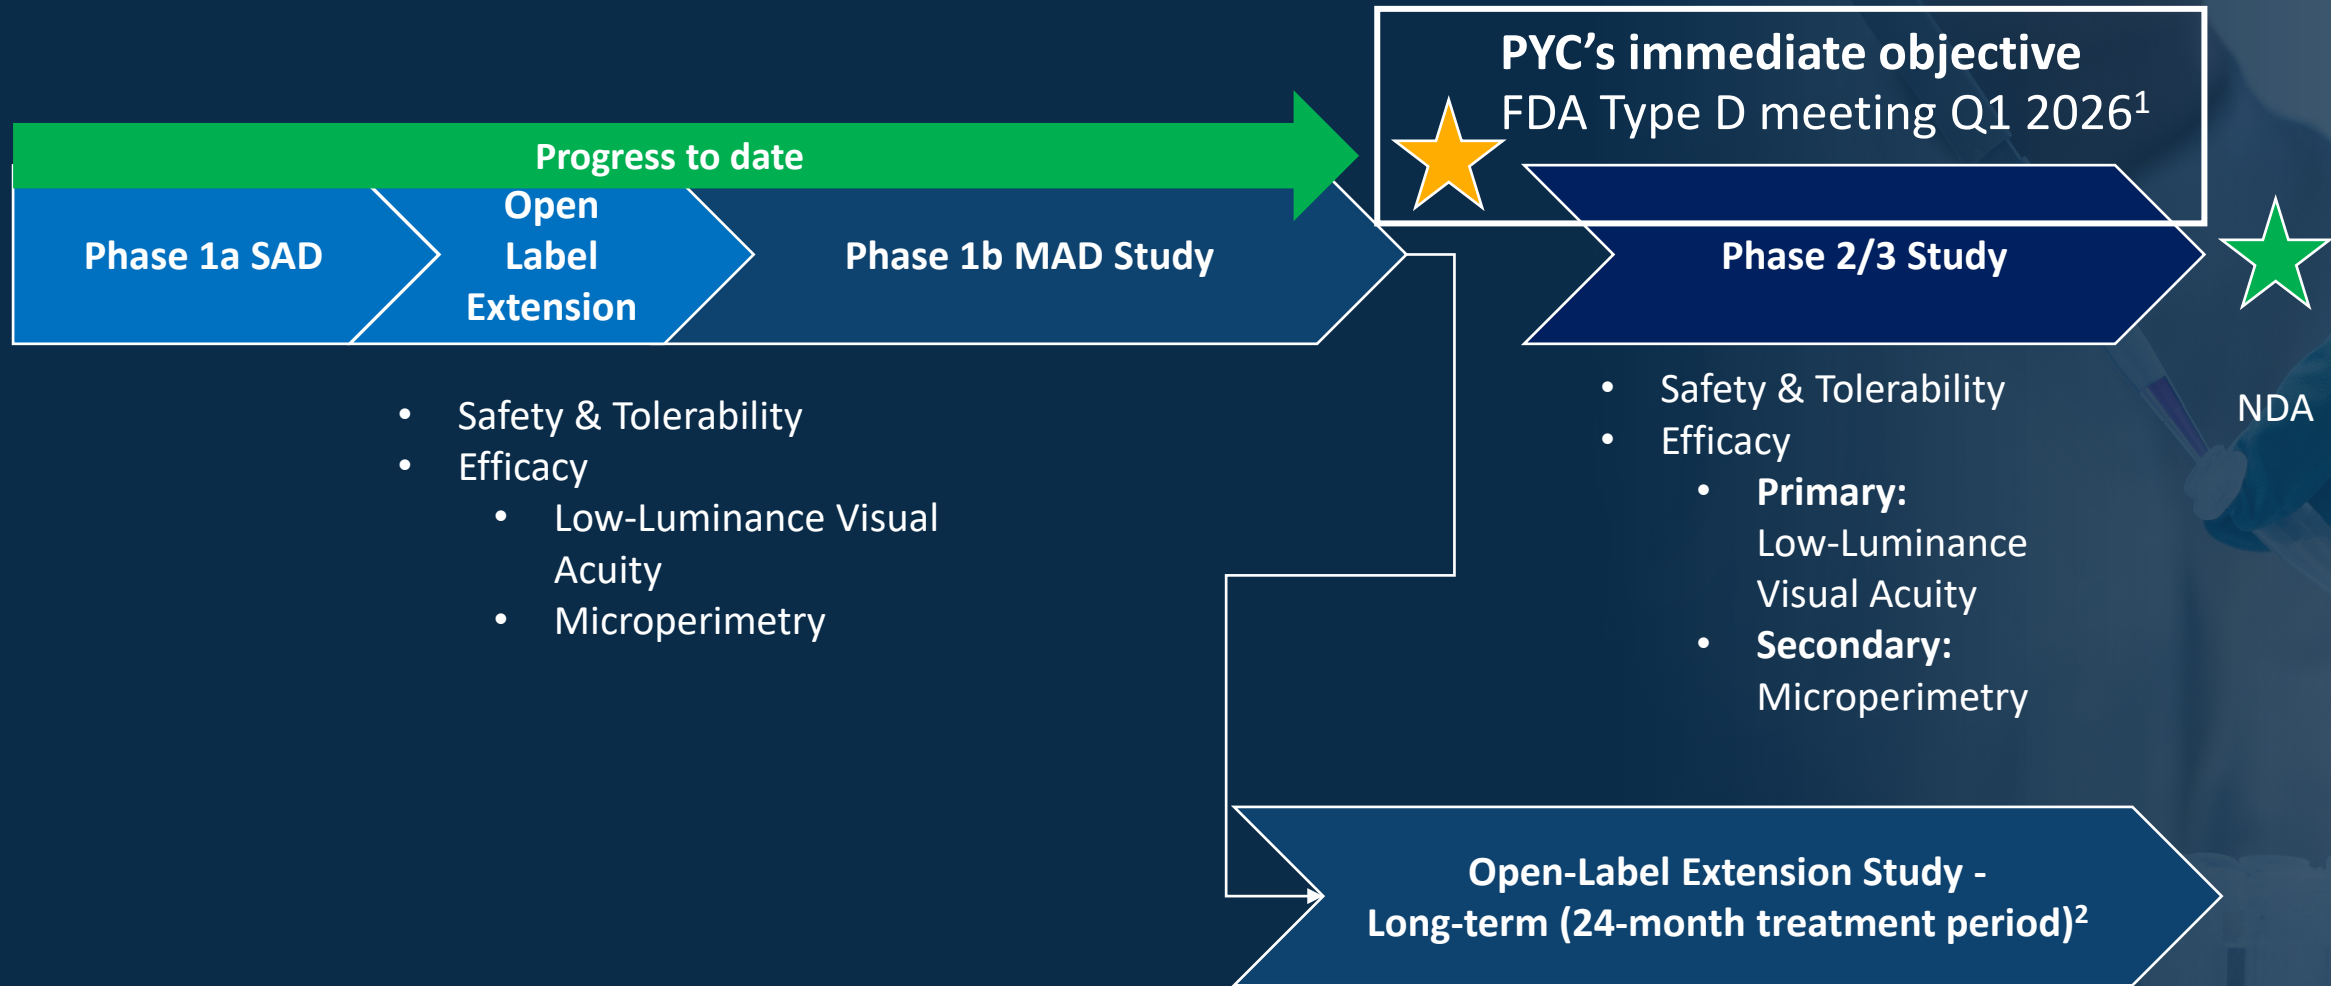 PYC’s immediate objective
FDA Type D meeting Q1 2026¹
Progress to date
Phase 1a SAD
Open
Label
Extension
Phase 1b MAD Study
Phase 2/3 Study
• Safety & Tolerability
• Efficacy
• Low-Luminance Visual
Acuity
• Microperimetry
• Safety & Tolerability
• Efficacy
• Primary:
Low-Luminance
Visual Acuity
• Secondary:
Microperimetry
NDA
Open-Label Extension Study -
Long-term (24-month treatment period)²